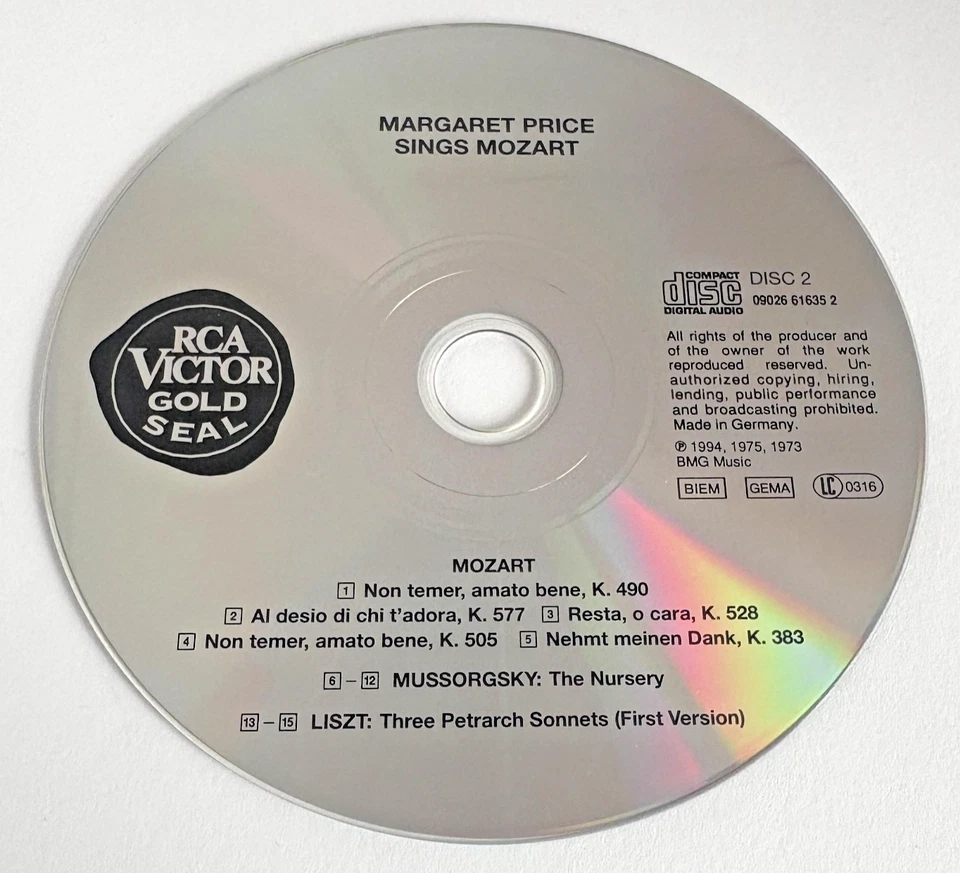 MARGARET PRICE
SINGS MOZART
RCA
VICTOR
GOLD
SEAL
COMPACT
disc
DIGITAL AUDIO
DISC 2
09026 61635 2
All rights of the producer and
of the owner of the work
reproduced reserved. Un-
authorized copying, hiring,
lending, public performance
and broadcasting prohibited.
Made in Germany.
℗ 1994, 1975, 1973
BMG Music
BIEM GEMA LC 0316
MOZART
1 Non temer, amato bene, K. 490
2 Al desio di chi t'adora, K. 577 3 Resta, o cara, K. 528
4 Non temer, amato bene, K. 505 5 Nehmt meinen Dank, K. 383
6 – 12 MUSSORGSKY: The Nursery
13 – 15 LISZT: Three Petrarch Sonnets (First Version)